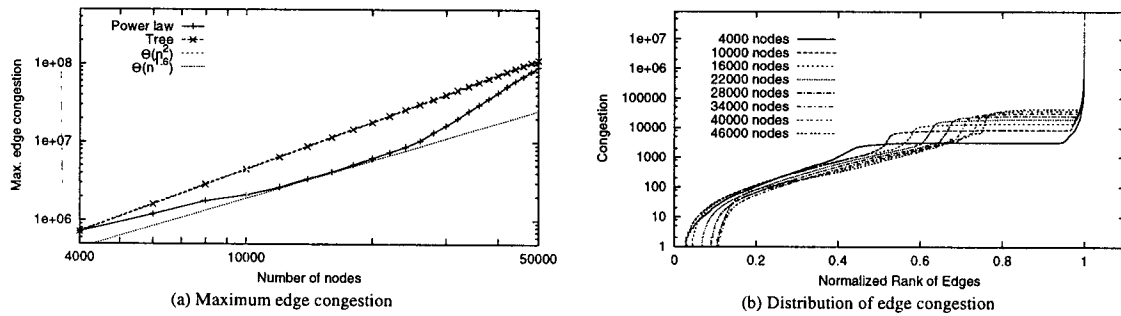 Power law
Tree
Θ(n^2)
Θ(n^1.6)
1e+08
1e+07
1e+06
Max. edge congestion
4000
10000
50000
Number of nodes
(a) Maximum edge congestion
4000 nodes
10000 nodes
16000 nodes
22000 nodes
28000 nodes
34000 nodes
40000 nodes
46000 nodes
1e+07
1e+06
100000
10000
1000
100
10
1
Congestion
0
0.2
0.4
0.6
0.8
1
Normalized Rank of Edges
(b) Distribution of edge congestion